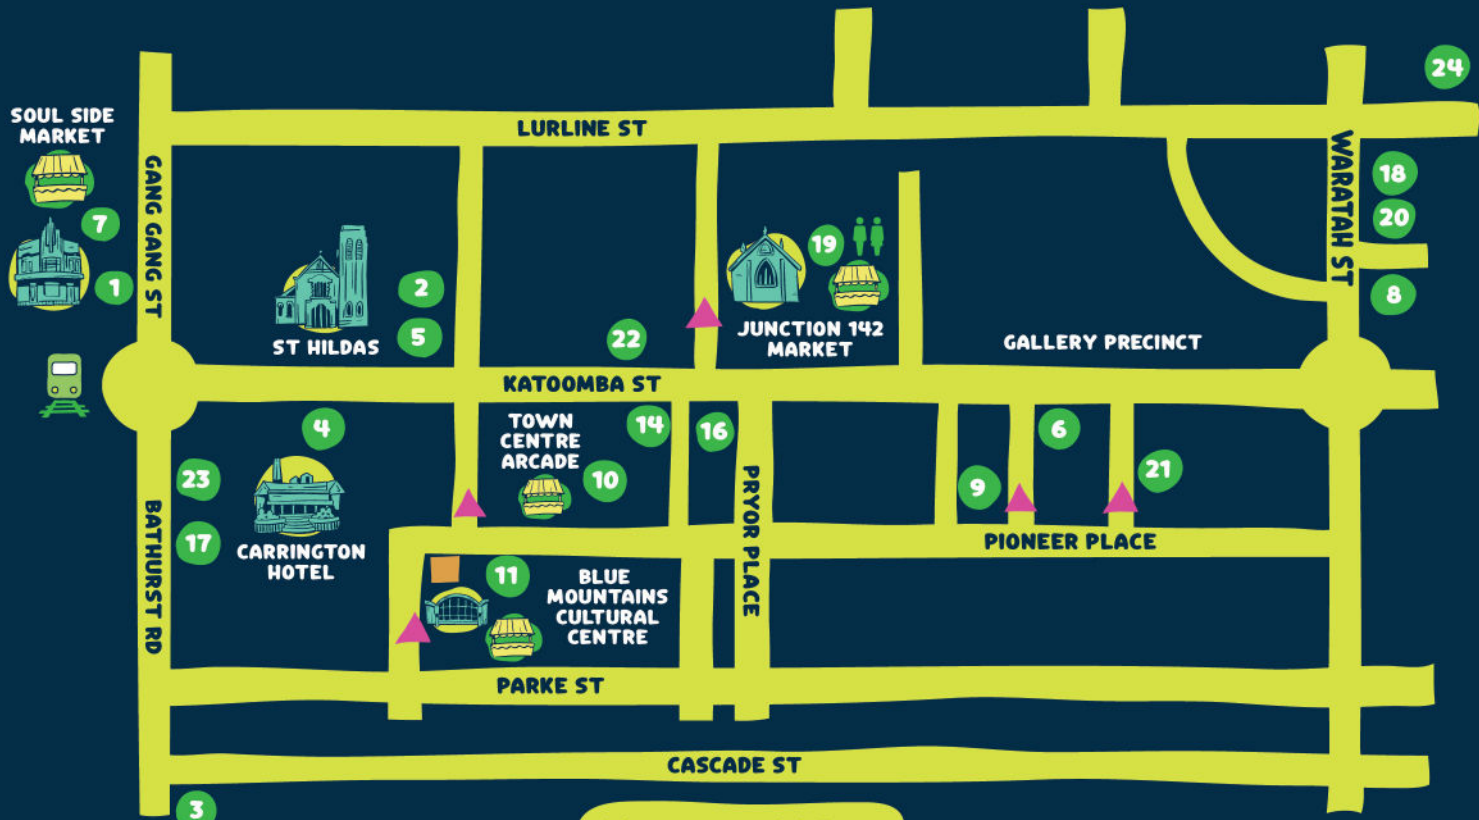 24
LURLINE ST
SOUL SIDE
MARKET
GANG GANG ST
WARATAH ST
18
20
7
19
1
2
8
JUNCTION 142
MARKET
ST HILDAS
5
22
GALLERY PRECINCT
KATOOMBA ST
4
TOWN
CENTRE
ARCADE
14
16
6
23
10
9
21
BATHURST RD
PRYOR PLACE
17
CARRINGTON
HOTEL
PIONEER PLACE
11
BLUE
MOUNTAINS
CULTURAL
CENTRE
PARKE ST
CASCADE ST
3